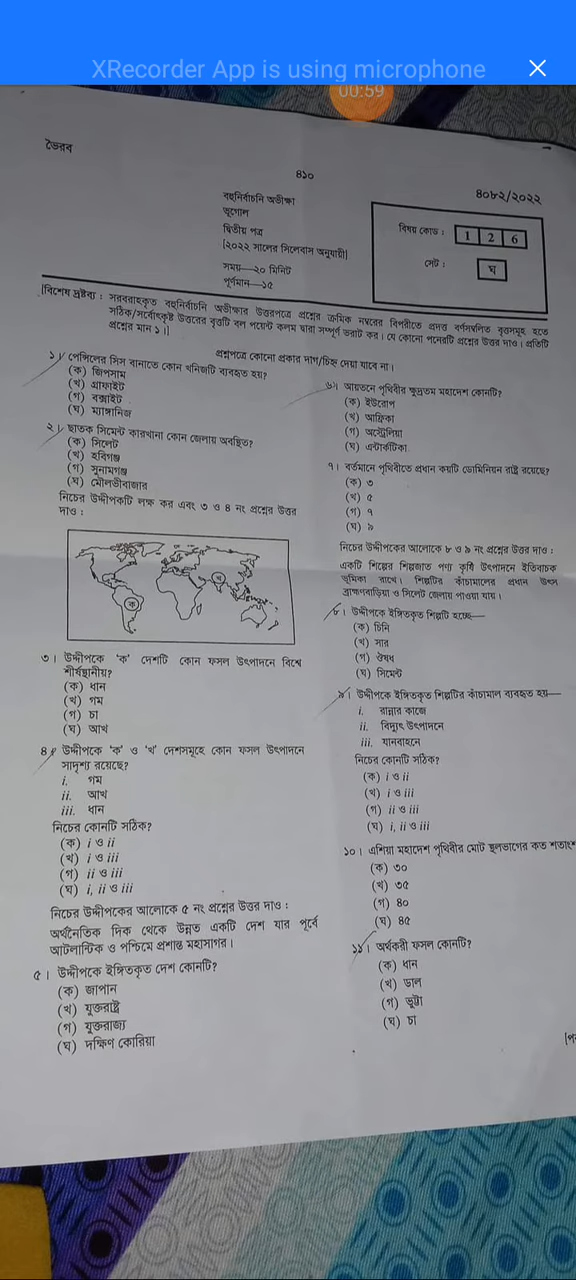 XRecorder App is using microphone
00:59
ভৈরব
৪১০
৪০৮২/২০২২
বহুনির্বাচনি অভীক্ষা
ভূগোল
দ্বিতীয় পত্র
[২০২২ সালের সিলেবাস অনুযায়ী]
সময়—২০ মিনিট
পূর্ণমান—১৫
বিষয় কোড : 1 2 6
সেট : ঘ
[বিশেষ দ্রষ্টব্য : সরবরাহকৃত বহুনির্বাচনি অভীক্ষার উত্তরপত্রে প্রশ্নের ক্রমিক নম্বরের বিপরীতে প্রদত্ত বর্ণসম্বলিত বৃত্তসমূহ হতে
সঠিক/সর্বোৎকৃষ্ট উত্তরের বৃত্তটি বল পয়েন্ট কলম দ্বারা সম্পূর্ণ ভরাট কর। যে কোনো পনেরটি প্রশ্নের উত্তর দাও। প্রতিটি
প্রশ্নের মান ১।]
প্রশ্নপত্রে কোনো প্রকার দাগ/চিহ্ন দেয়া যাবে না।
১। পেন্সিলের সিস বানাতে কোন খনিজটি ব্যবহৃত হয়?
(ক) জিপসাম
(খ) গ্রাফাইট
(গ) বক্সাইট
(ঘ) ম্যাঙ্গানিজ
২। ছাতক সিমেন্ট কারখানা কোন জেলায় অবস্থিত?
(ক) সিলেট
(খ) হবিগঞ্জ
(গ) সুনামগঞ্জ
(ঘ) মৌলভীবাজার
নিচের উদ্দীপকটি লক্ষ কর এবং ৩ ও ৪ নং প্রশ্নের উত্তর
দাও :
ক
খ
৩। উদ্দীপকে ‘ক’ দেশটি কোন ফসল উৎপাদনে বিশ্বে
শীর্ষস্থানীয়?
(ক) ধান
(খ) গম
(গ) চা
(ঘ) আখ
৪। উদ্দীপকে ‘ক’ ও ‘খ’ দেশসমূহে কোন ফসল উৎপাদনে
সাদৃশ্য রয়েছে?
i. গম
ii. আখ
iii. ধান
নিচের কোনটি সঠিক?
(ক) i ও ii
(খ) i ও iii
(গ) ii ও iii
(ঘ) i, ii ও iii
নিচের উদ্দীপকের আলোকে ৫ নং প্রশ্নের উত্তর দাও :
অর্থনৈতিক দিক থেকে উন্নত একটি দেশ যার পূর্বে
আটলান্টিক ও পশ্চিমে প্রশান্ত মহাসাগর।
৫। উদ্দীপকে ইঙ্গিতকৃত দেশ কোনটি?
(ক) জাপান
(খ) যুক্তরাষ্ট্র
(গ) যুক্তরাজ্য
(ঘ) দক্ষিণ কোরিয়া
৬। আয়তনে পৃথিবীর ক্ষুদ্রতম মহাদেশ কোনটি?
(ক) ইউরোপ
(খ) আফ্রিকা
(গ) অস্ট্রেলিয়া
(ঘ) এন্টার্কটিকা
৭। বর্তমানে পৃথিবীতে প্রধান কয়টি ডোমিনিয়ন রাষ্ট্র রয়েছে?
(ক) ৩
(খ) ৫
(গ) ৭
(ঘ) ৯
নিচের উদ্দীপকের আলোকে ৮ ও ৯ নং প্রশ্নের উত্তর দাও :
একটি শিল্পের শিল্পজাত পণ্য কৃষি উৎপাদনে ইতিবাচক
ভূমিকা রাখে। শিল্পটির কাঁচামালের প্রধান উৎস
ব্রাহ্মণবাড়িয়া ও সিলেট জেলায় পাওয়া যায়।
৮। উদ্দীপকে ইঙ্গিতকৃত শিল্পটি হচ্ছে—
(ক) চিনি
(খ) সার
(গ) ঔষধ
(ঘ) সিমেন্ট
৯। উদ্দীপকে ইঙ্গিতকৃত শিল্পটির কাঁচামাল ব্যবহৃত হয়—
i. রান্নার কাজে
ii. বিদ্যুৎ উৎপাদনে
iii. যানবাহনে
নিচের কোনটি সঠিক?
(ক) i ও ii
(খ) i ও iii
(গ) ii ও iii
(ঘ) i, ii ও iii
১০। এশিয়া মহাদেশ পৃথিবীর মোট স্থলভাগের কত শতাংশ
(ক) ৩০
(খ) ৩৫
(গ) ৪০
(ঘ) ৪৫
১১। অর্থকরী ফসল কোনটি?
(ক) ধান
(খ) ডাল
(গ) ভুট্টা
(ঘ) চা